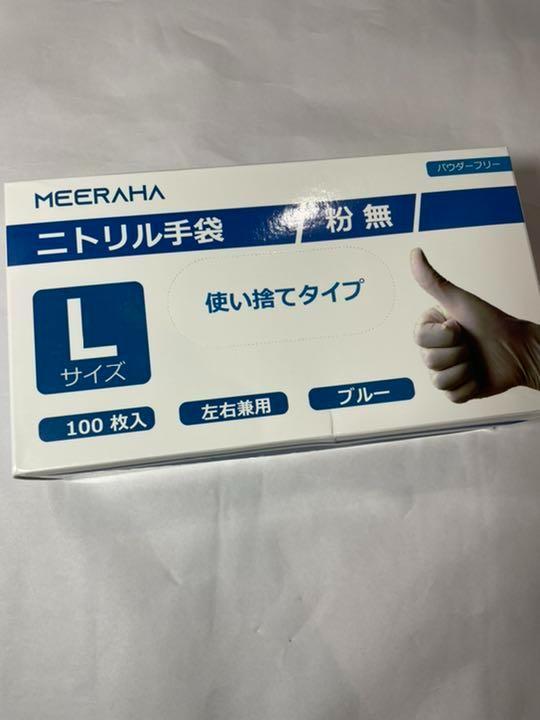 パウダーフリー
MEERAHA
ニトリル手袋 粉無
使い捨てタイプ
L
サイズ
100 枚入 左右兼用 ブルー